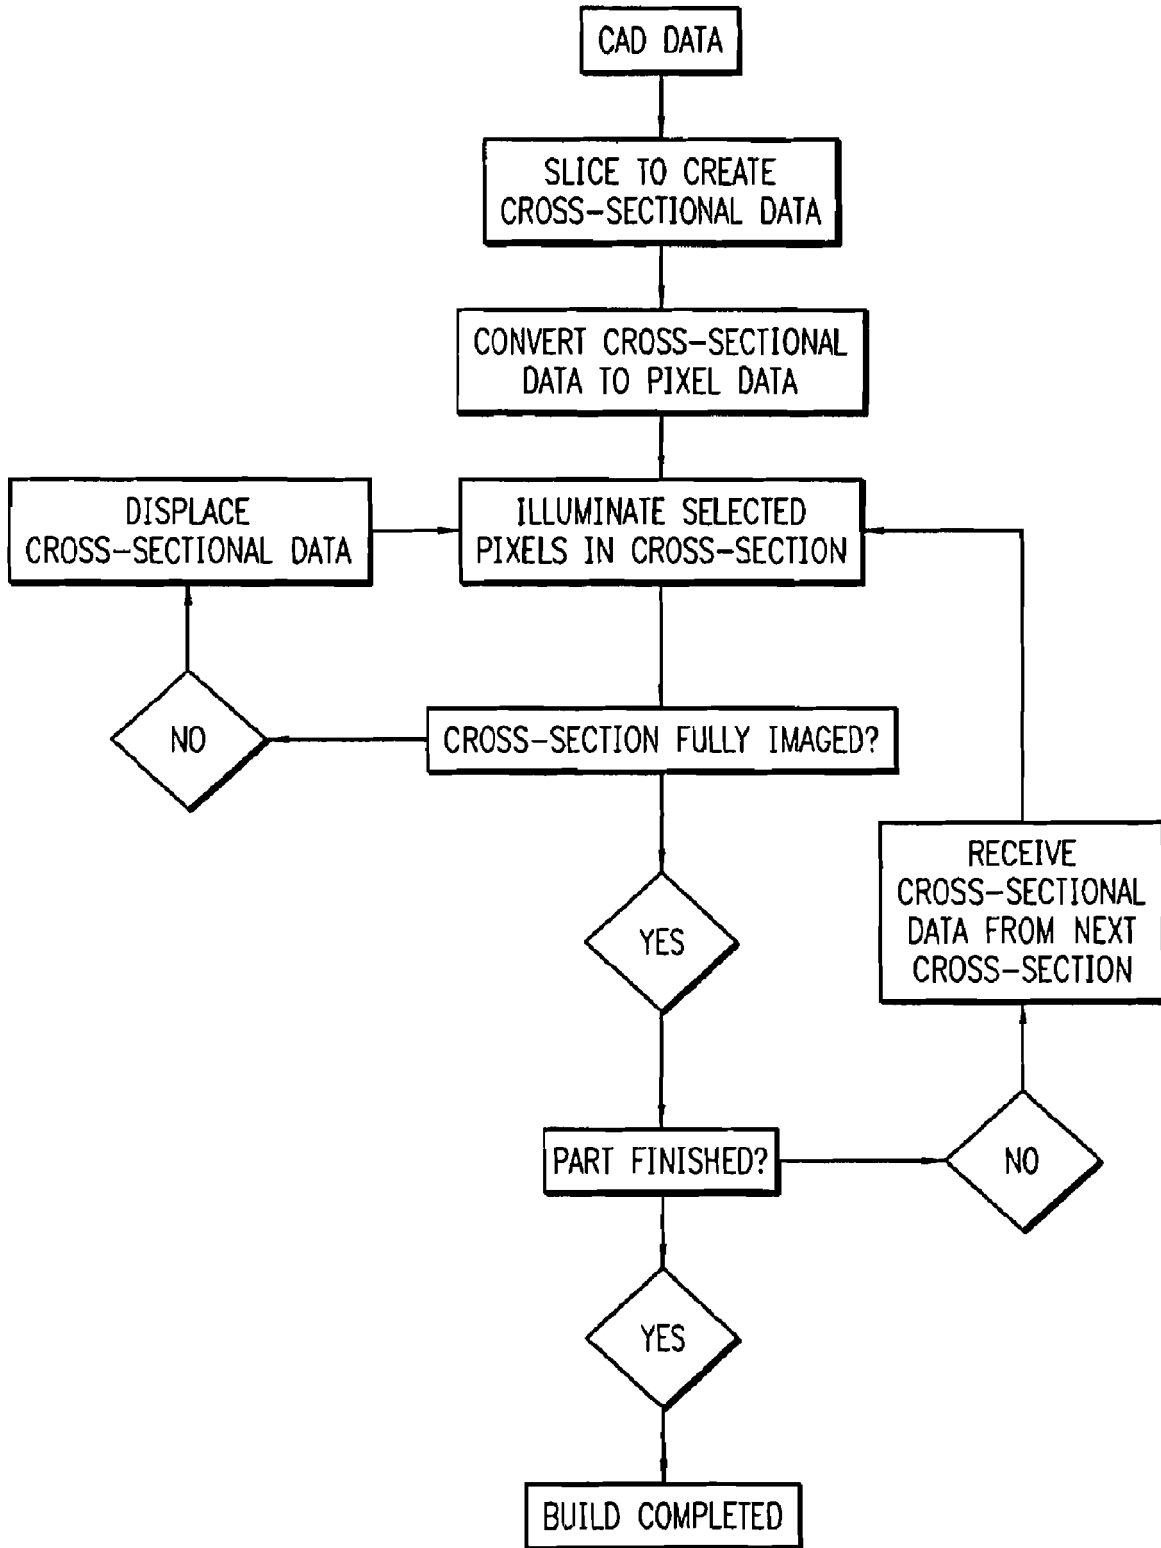 CAD DATA
SLICE TO CREATE
CROSS-SECTIONAL DATA
CONVERT CROSS-SECTIONAL
DATA TO PIXEL DATA
DISPLACE
CROSS-SECTIONAL DATA
ILLUMINATE SELECTED
PIXELS IN CROSS-SECTION
NO
CROSS-SECTION FULLY IMAGED?
RECEIVE
CROSS-SECTIONAL
DATA FROM NEXT
CROSS-SECTION
YES
PART FINISHED?
NO
YES
BUILD COMPLETED